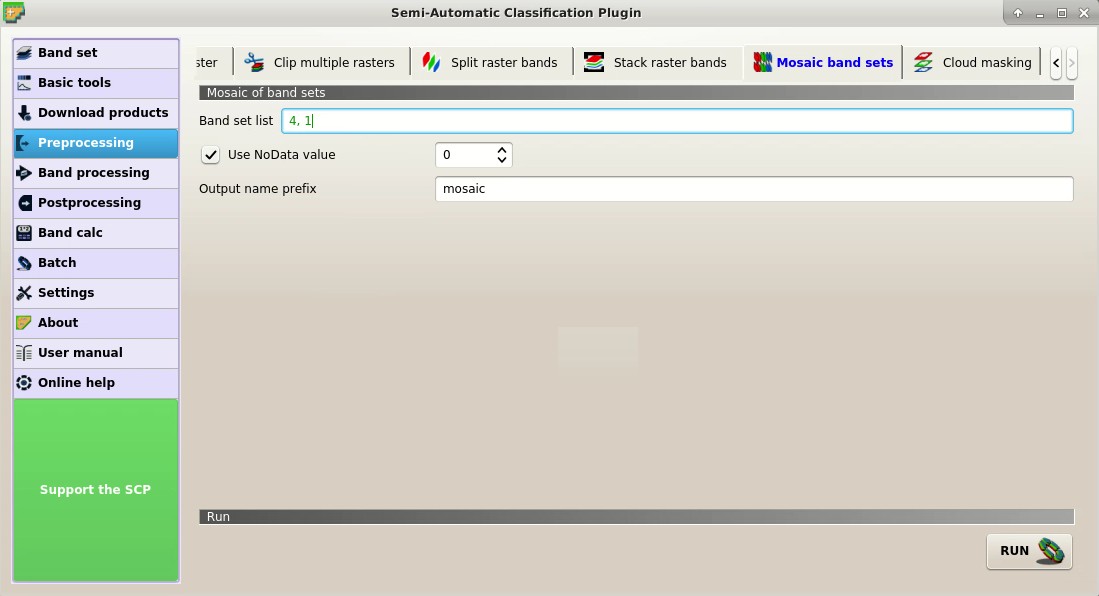 Semi-Automatic Classification Plugin
Band set
Basic tools
Download products
Preprocessing
Band processing
Postprocessing
Band calc
Batch
Settings
About
User manual
Online help
Support the SCP
ster
Clip multiple rasters
Split raster bands
Stack raster bands
Mosaic band sets
Cloud masking
Mosaic of band sets
Band set list 4, 1
Use NoData value 0
Output name prefix mosaic
Run
RUN